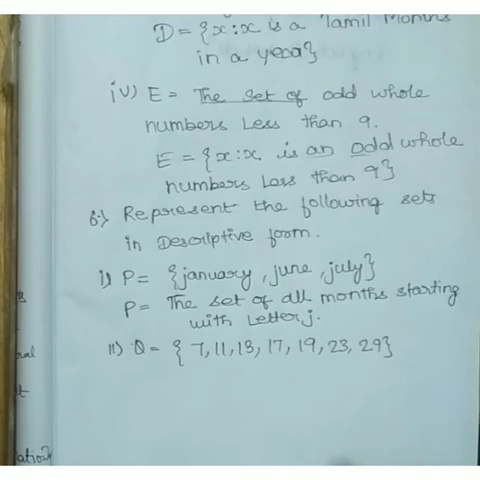 D = {x:x is a Tamil Months
in a year}
iv) E = The set of odd whole
numbers Less than 9.
E = {x:x is an odd whole
numbers Less than 9}
6.) Represent the following sets
in Descriptive form.
i) P = {january, june, july}
P = The set of all months starting
with Letter j.
ii) Q = { 7, 11, 13, 17, 19, 23, 29}